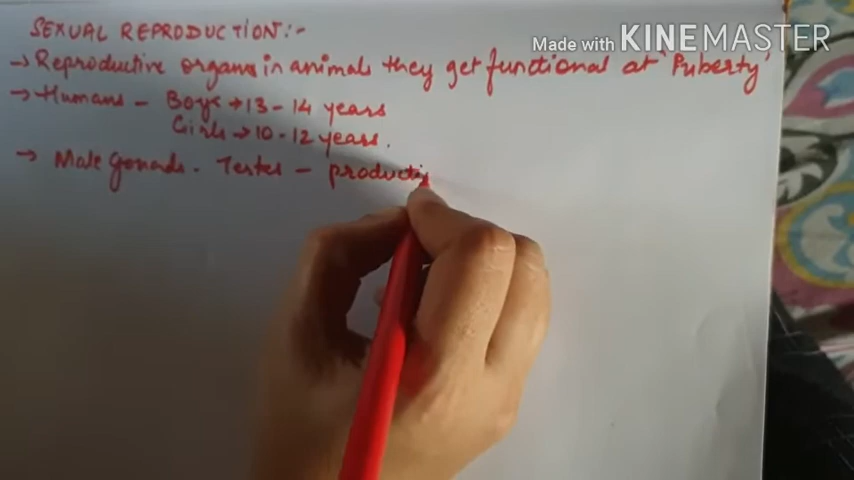 Made with KINEMASTER
SEXUAL REPRODUCTION:-
→ Reproductive organs in animals they get functional at 'Puberty'
→ Humans - Boys → 13 - 14 years
Girls → 10 - 12 years.
→ Male Gonads. Testes - producti